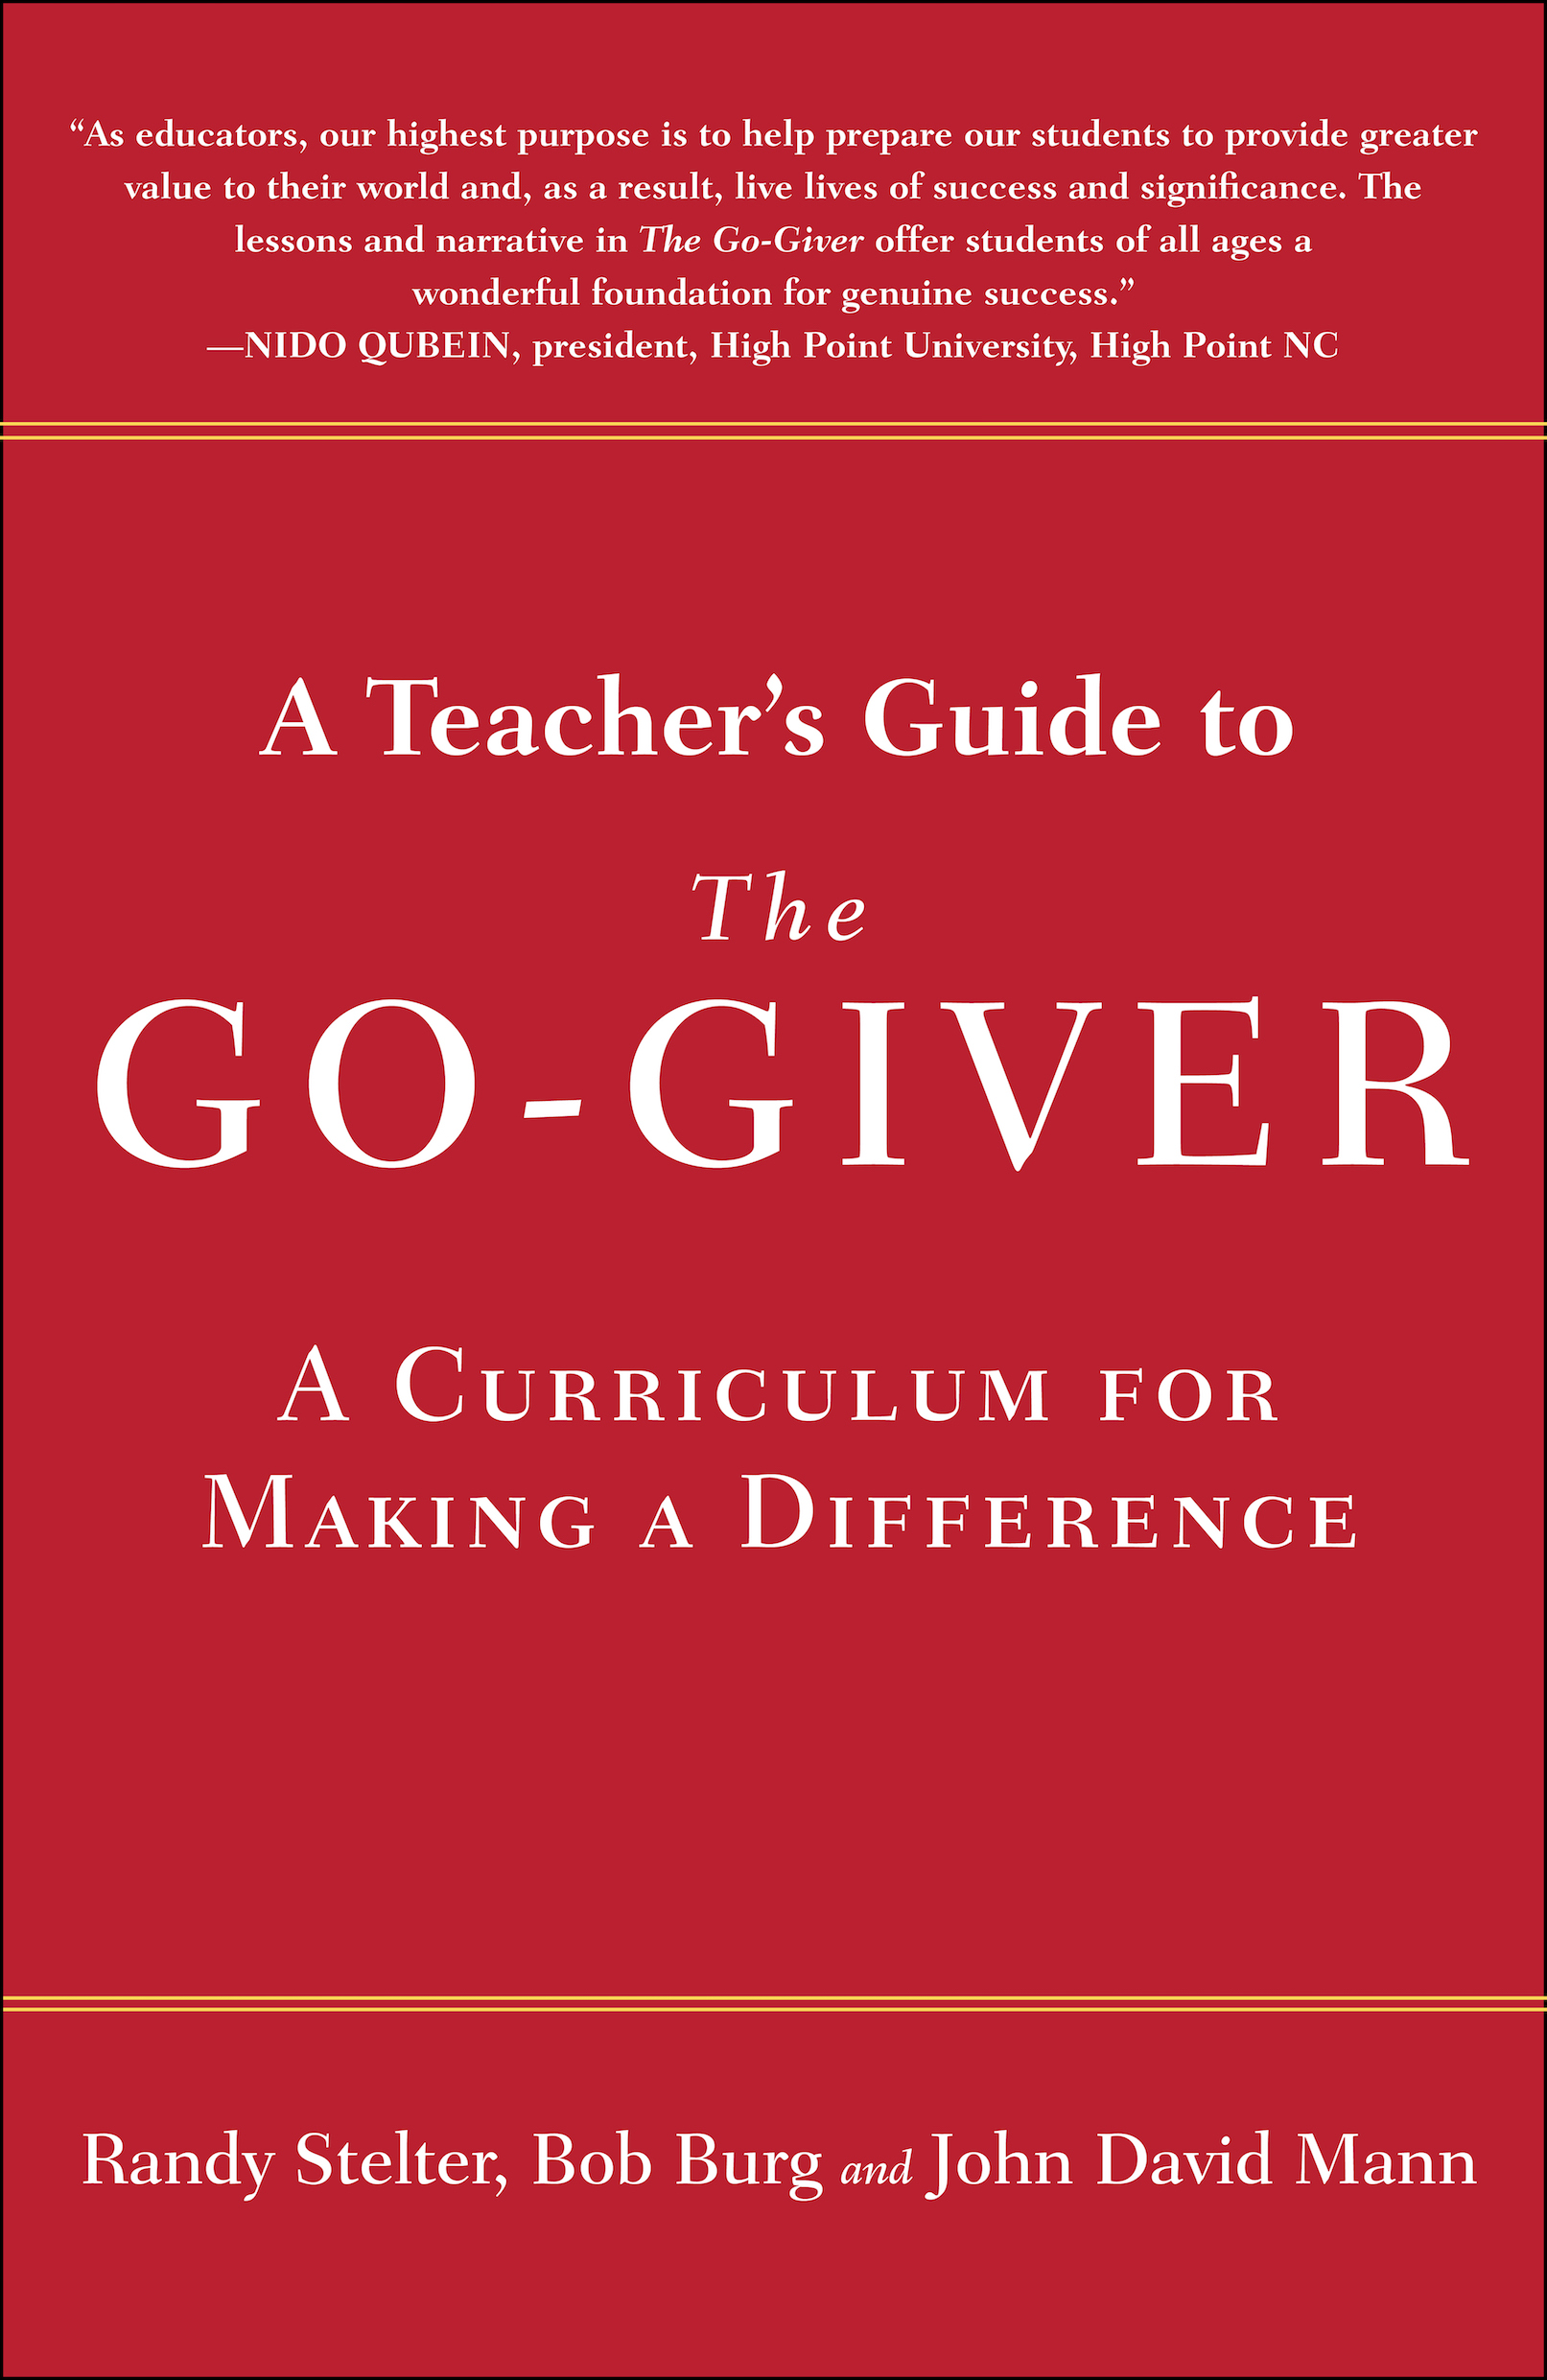 “As educators, our highest purpose is to help prepare our students to provide greater
value to their world and, as a result, live lives of success and significance. The
lessons and narrative in The Go-Giver offer students of all ages a
wonderful foundation for genuine success.”
—NIDO QUBEIN, president, High Point University, High Point NC
A Teacher’s Guide to
The
GO-GIVER
A Curriculum for
Making a Difference
Randy Stelter, Bob Burg and John David Mann